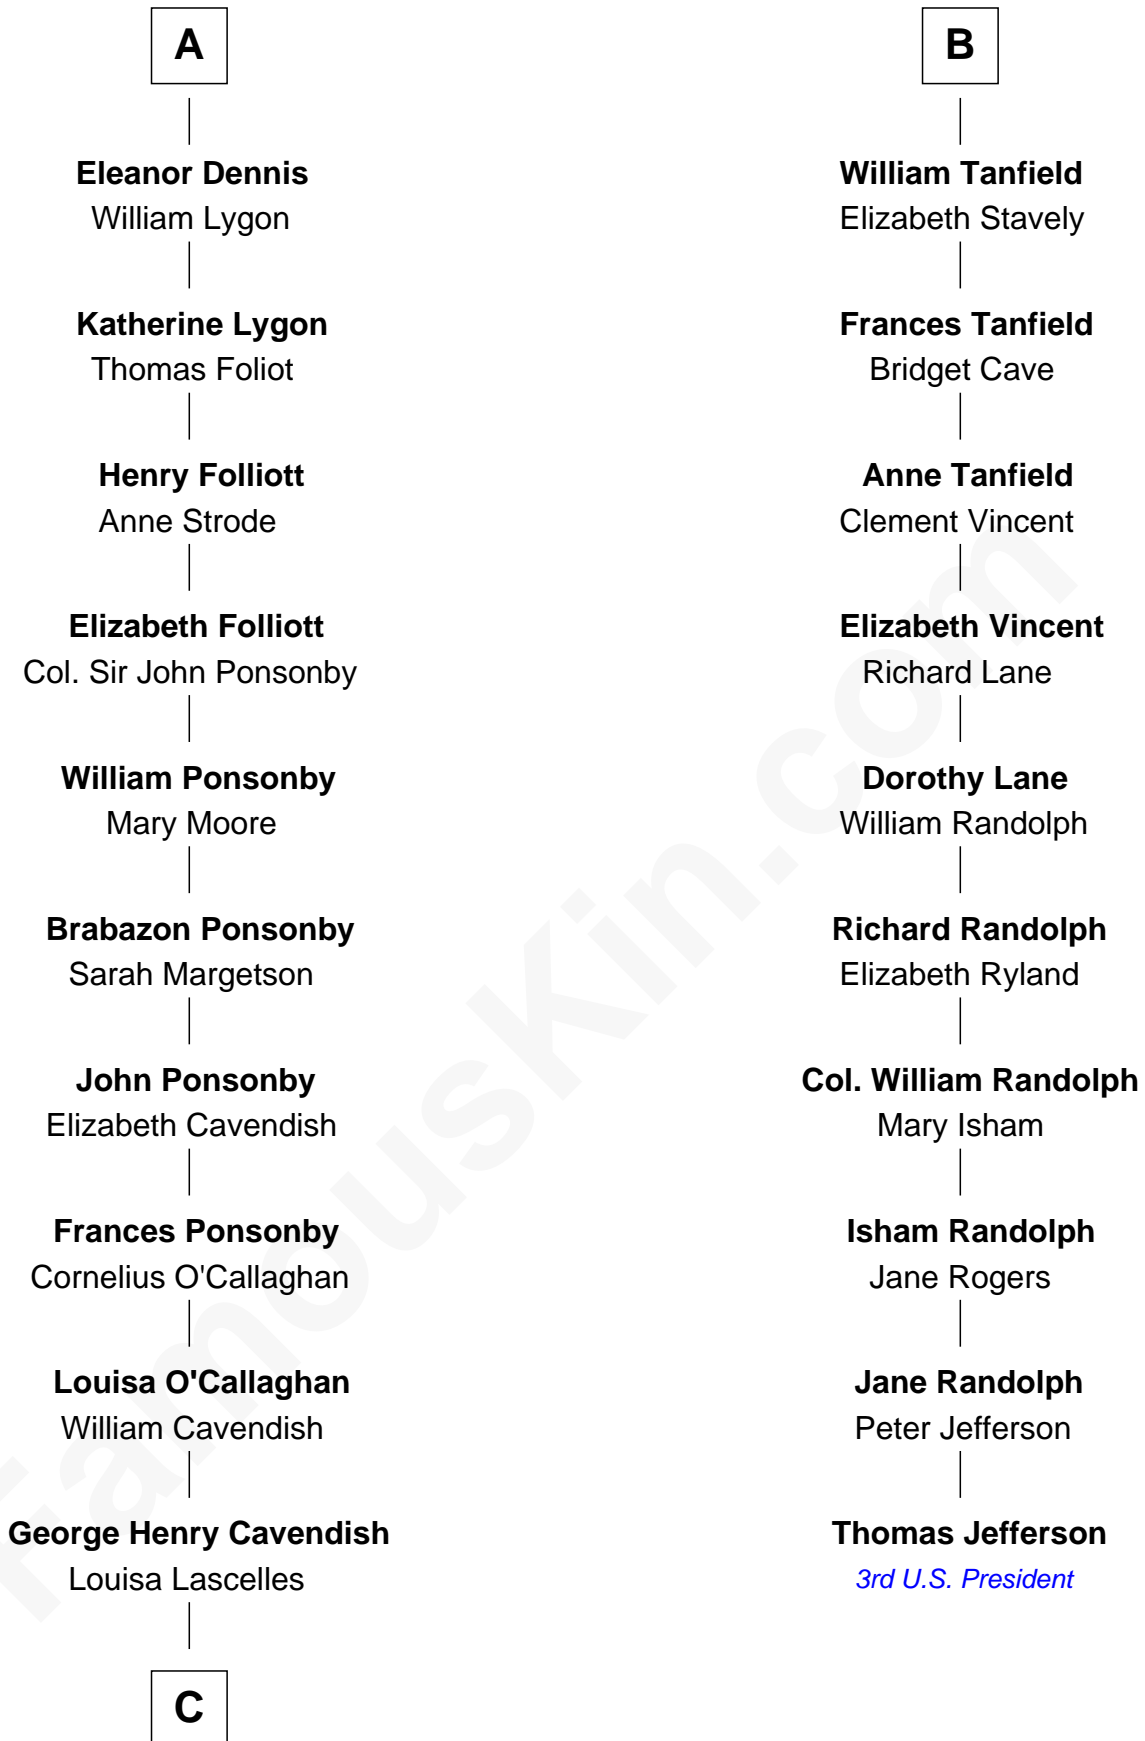 A
Eleanor Dennis
William Lygon
Katherine Lygon
Thomas Foliot
Henry Folliott
Anne Strode
Elizabeth Folliott
Col. Sir John Ponsonby
William Ponsonby
Mary Moore
Brabazon Ponsonby
Sarah Margetson
John Ponsonby
Elizabeth Cavendish
Frances Ponsonby
Cornelius O'Callaghan
Louisa O'Callaghan
William Cavendish
George Henry Cavendish
Louisa Lascelles
C
B
William Tanfield
Elizabeth Stavely
Frances Tanfield
Bridget Cave
Anne Tanfield
Clement Vincent
Elizabeth Vincent
Richard Lane
Dorothy Lane
William Randolph
Richard Randolph
Elizabeth Ryland
Col. William Randolph
Mary Isham
Isham Randolph
Jane Rogers
Jane Randolph
Peter Jefferson
Thomas Jefferson
3rd U.S. President
FamousKin.com